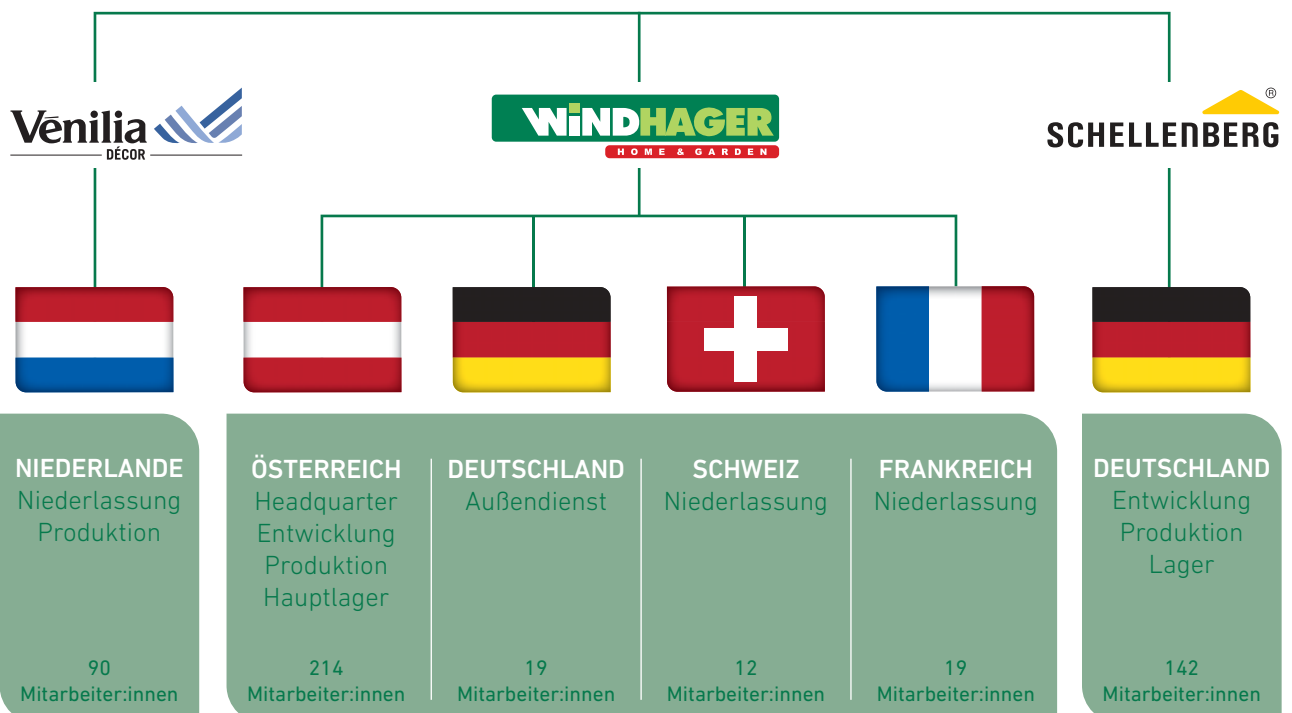 Vēnilia
DÉCOR
WiNDHAGER
HOME & GARDEN
®
SCHELLENBERG
NIEDERLANDE
Niederlassung
Produktion
90
Mitarbeiter:innen
ÖSTERREICH
Headquarter
Entwicklung
Produktion
Hauptlager
214
Mitarbeiter:innen
DEUTSCHLAND
Außendienst
19
Mitarbeiter:innen
SCHWEIZ
Niederlassung
12
Mitarbeiter:innen
FRANKREICH
Niederlassung
19
Mitarbeiter:innen
DEUTSCHLAND
Entwicklung
Produktion
Lager
142
Mitarbeiter:innen